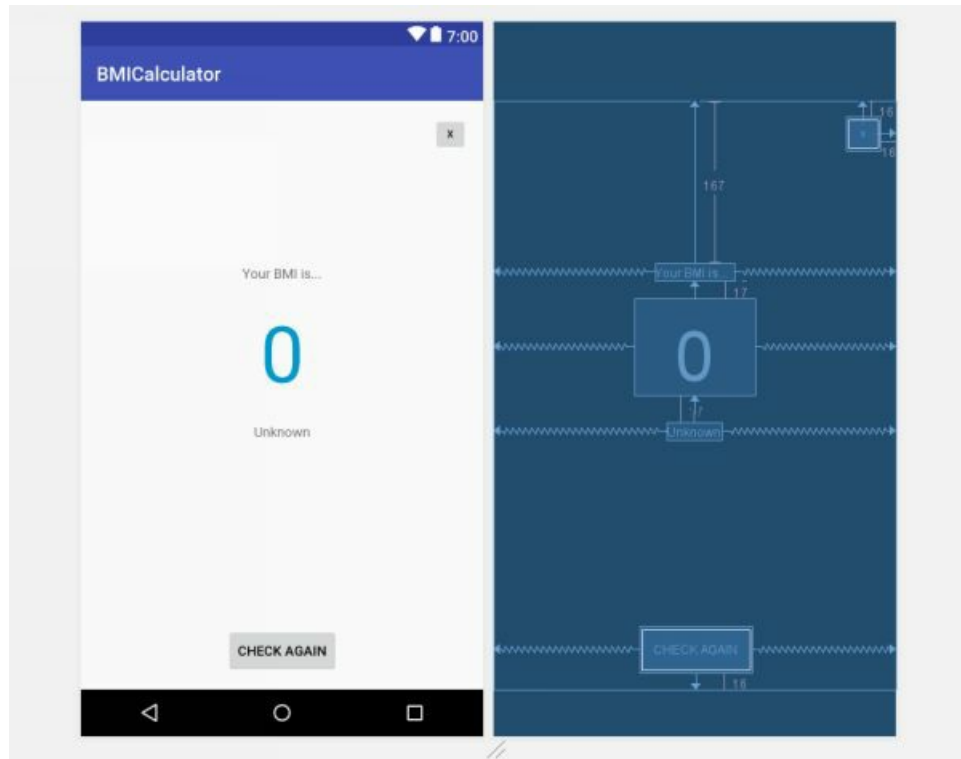 7:00
BMICalculator
X
Your BMI is...
0
Unknown
CHECK AGAIN
16
X
16
167
Your BMI is...
17
0
17
Unknown
CHECK AGAIN
16